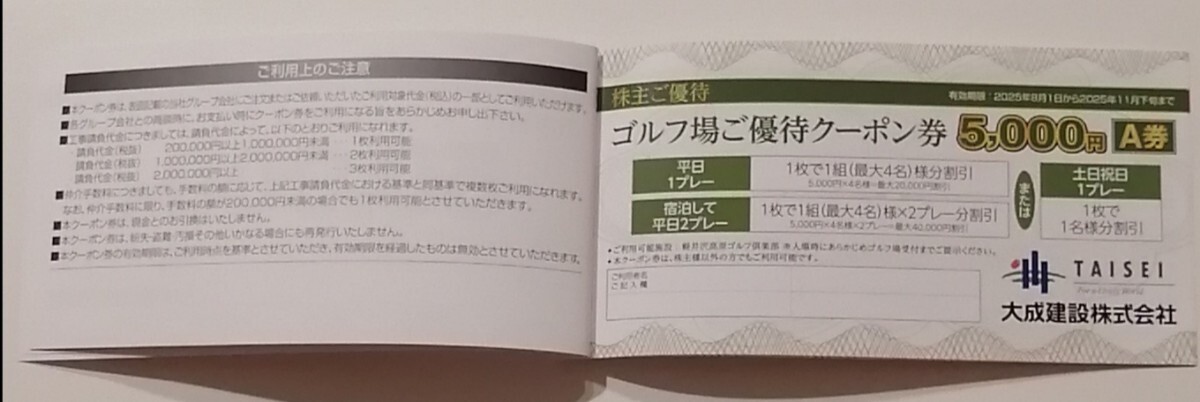 ご利用上のご注意
■本クーポン券は、表面記載の当社グループ会社にご注文またはご依頼いただいたご利用対象代金(税込)の一部としてご利用いただけます。
■各グループ会社との商談時に、お支払い時にクーポン券をご利用になる旨をあらかじめお申し出下さい。
■工事請負代金につきましては、請負代金によって、以下のとおりご利用になれます。
請負代金(税抜) 200,000円以上1,000,000円未満…1枚利用可能
請負代金(税抜) 1,000,000円以上2,000,000円未満…2枚利用可能
請負代金(税抜) 2,000,000円以上 … 3枚利用可能
■仲介手数料につきましても、手数料の額に応じて、上記工事請負代金における基準と同基準で複数枚ご利用になれます。
なお、仲介手数料に限り、手数料の額が200,000円未満の場合でも1枚利用可能とさせていただきます。
■本クーポン券は、現金とのお引換はいたしません。
■本クーポン券は、紛失・盗難・汚損その他いかなる場合にも再発行いたしません。
■本クーポン券の有効期限は、ご利用時点を基準とさせていただき、有効期限を経過したものは無効とさせていただきます。
株主ご優待
有効期限:2025年8月1日から2025年11月下旬まで
ゴルフ場ご優待クーポン券 5,000円 A券
平日
1プレー
1枚で1組(最大4名)様分割引
5,000円×4名様=最大20,000円割引
宿泊して
平日2プレー
1枚で1組(最大4名)様×2プレー分割引
5,000円×4名様×2プレー=最大40,000円割引
または
土日祝日
1プレー
1枚で
1名様分割引
・ご利用可能施設:軽井沢高原ゴルフ倶楽部 ※入場時にあらかじめゴルフ場受付までご提示ください。
・本クーポン券は、株主様以外の方でもご利用可能です。
ご利用者名
ご記入欄
TAISEI
For a Lively World
大成建設株式会社